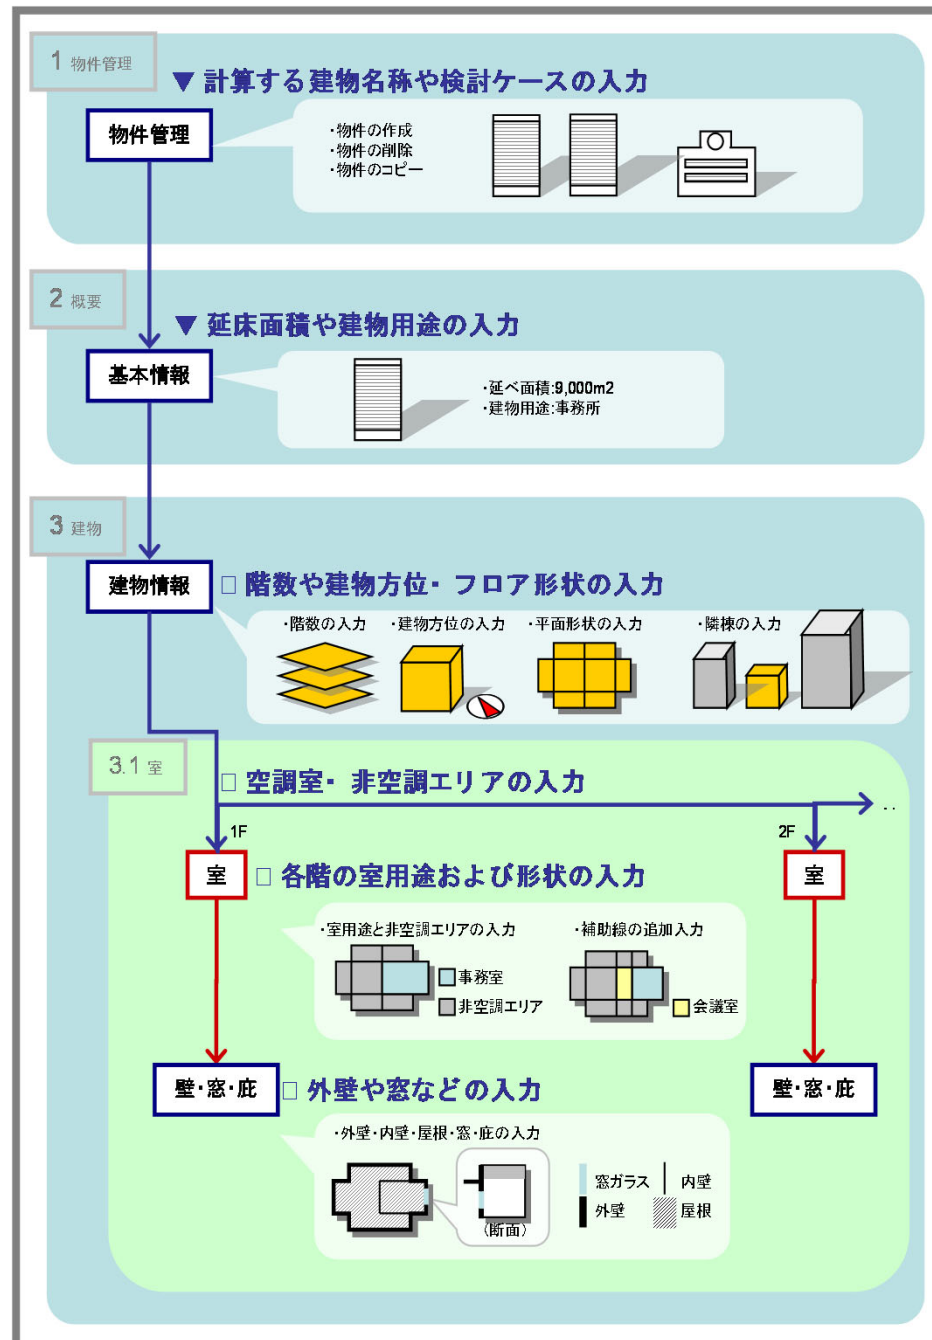 1 物件管理
▼ 計算する建物名称や検討ケースの入力
物件管理
・物件の作成
・物件の削除
・物件のコピー
2 概要
▼ 延床面積や建物用途の入力
基本情報
・延べ面積:9,000m2
・建物用途:事務所
3 建物
建物情報
□ 階数や建物方位・フロア形状の入力
・階数の入力 ・建物方位の入力 ・平面形状の入力 ・隣棟の入力
3.1 室
□ 空調室・非空調エリアの入力
‥
1F 2F
室 □ 各階の室用途および形状の入力 室
・室用途と非空調エリアの入力 ・補助線の追加入力
事務室
非空調エリア 会議室
壁・窓・庇 □ 外壁や窓などの入力 壁・窓・庇
・外壁・内壁・屋根・窓・庇の入力
窓ガラス 内壁
外壁 屋根
(断面)